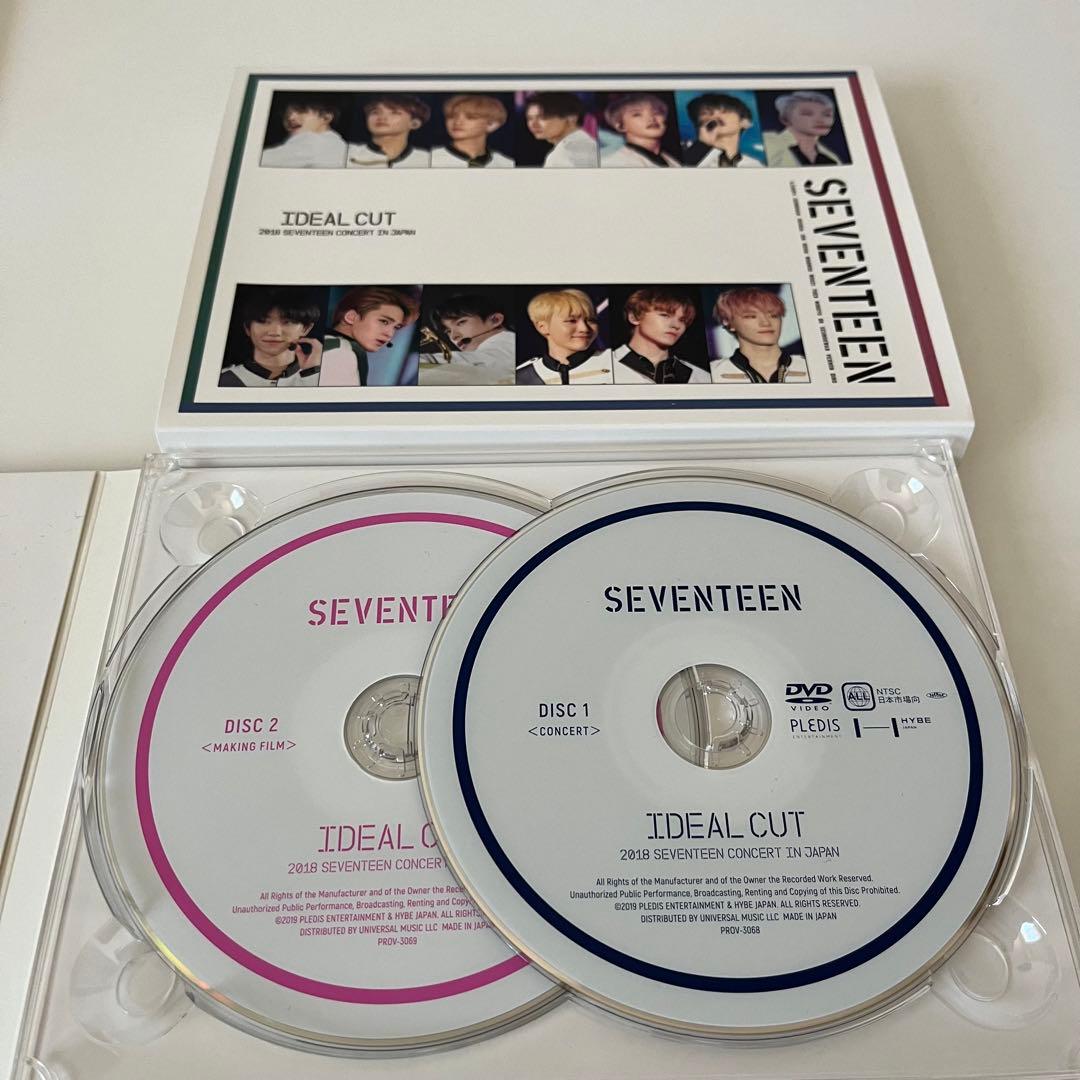 IDEAL CUT
2018 SEVENTEEN CONCERT IN JAPAN
SEVENTEEN
SEVENTE
DISC 2
<MAKING FILM>
IDEAL C
2018 SEVENTEEN CONCERT
All Rights of the Manufacturer and of the Owner the Recorde
Unauthorized Public Performance, Broadcasting, Renting and Copy
©2019 PLEDIS ENTERTAINMENT & HYBE JAPAN. ALL RIGHTS
DISTRIBUTED BY UNIVERSAL MUSIC LLC MADE IN JAPA
PROV-3069
SEVENTEEN
DISC 1
<CONCERT>
DVD
VIDEO
ALL
NTSC
日本市場向
PLEDIS
ENTERTAINMENT
HYBE
JAPAN
IDEAL CUT
2018 SEVENTEEN CONCERT IN JAPAN
All Rights of the Manufacturer and of the Owner the Recorded Work Reserved.
Unauthorized Public Performance, Broadcasting, Renting and Copying of this Disc Prohibited.
©2019 PLEDIS ENTERTAINMENT & HYBE JAPAN. ALL RIGHTS RESERVED.
DISTRIBUTED BY UNIVERSAL MUSIC LLC MADE IN JAPAN
PROV-3068